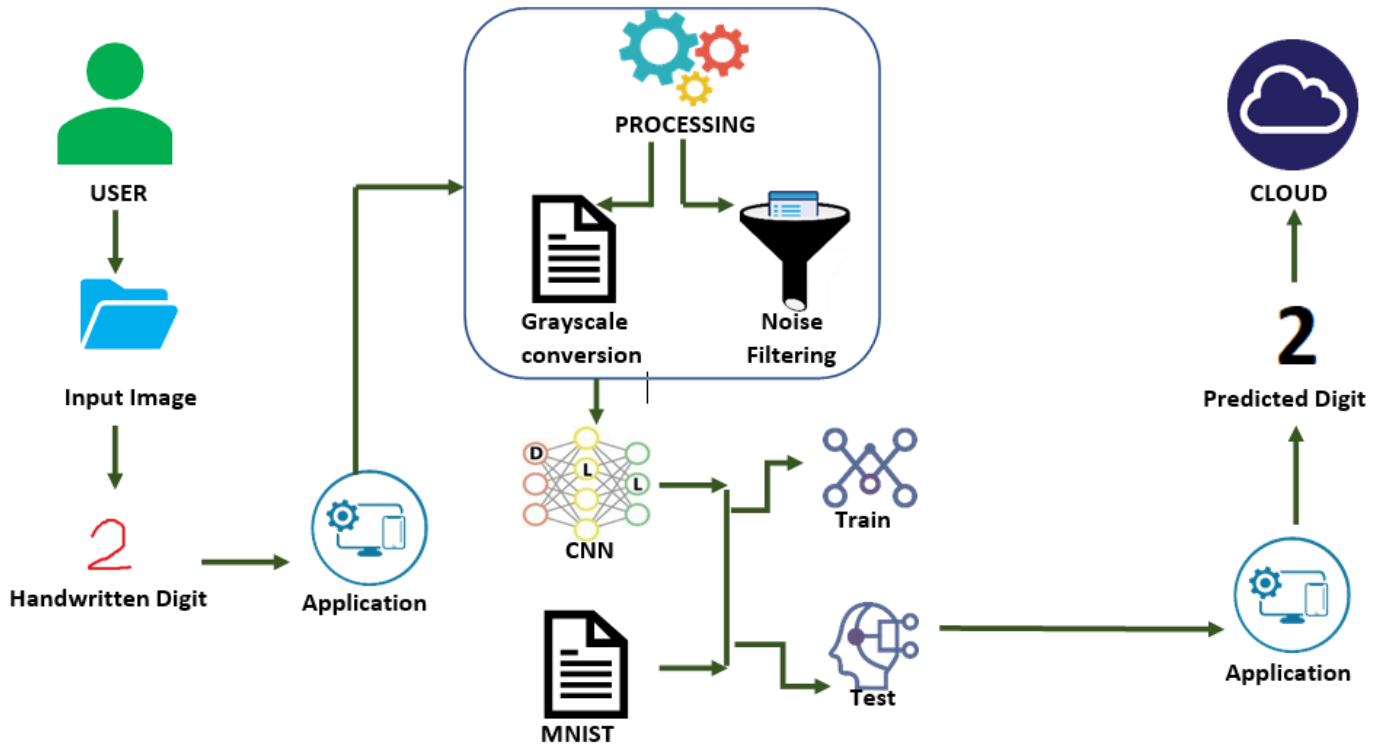 USER
Input Image
2
Handwritten Digit
Application
PROCESSING
Grayscale
conversion
Noise
Filtering
D
L
L
CNN
MNIST
Train
Test
Application
2
Predicted Digit
CLOUD